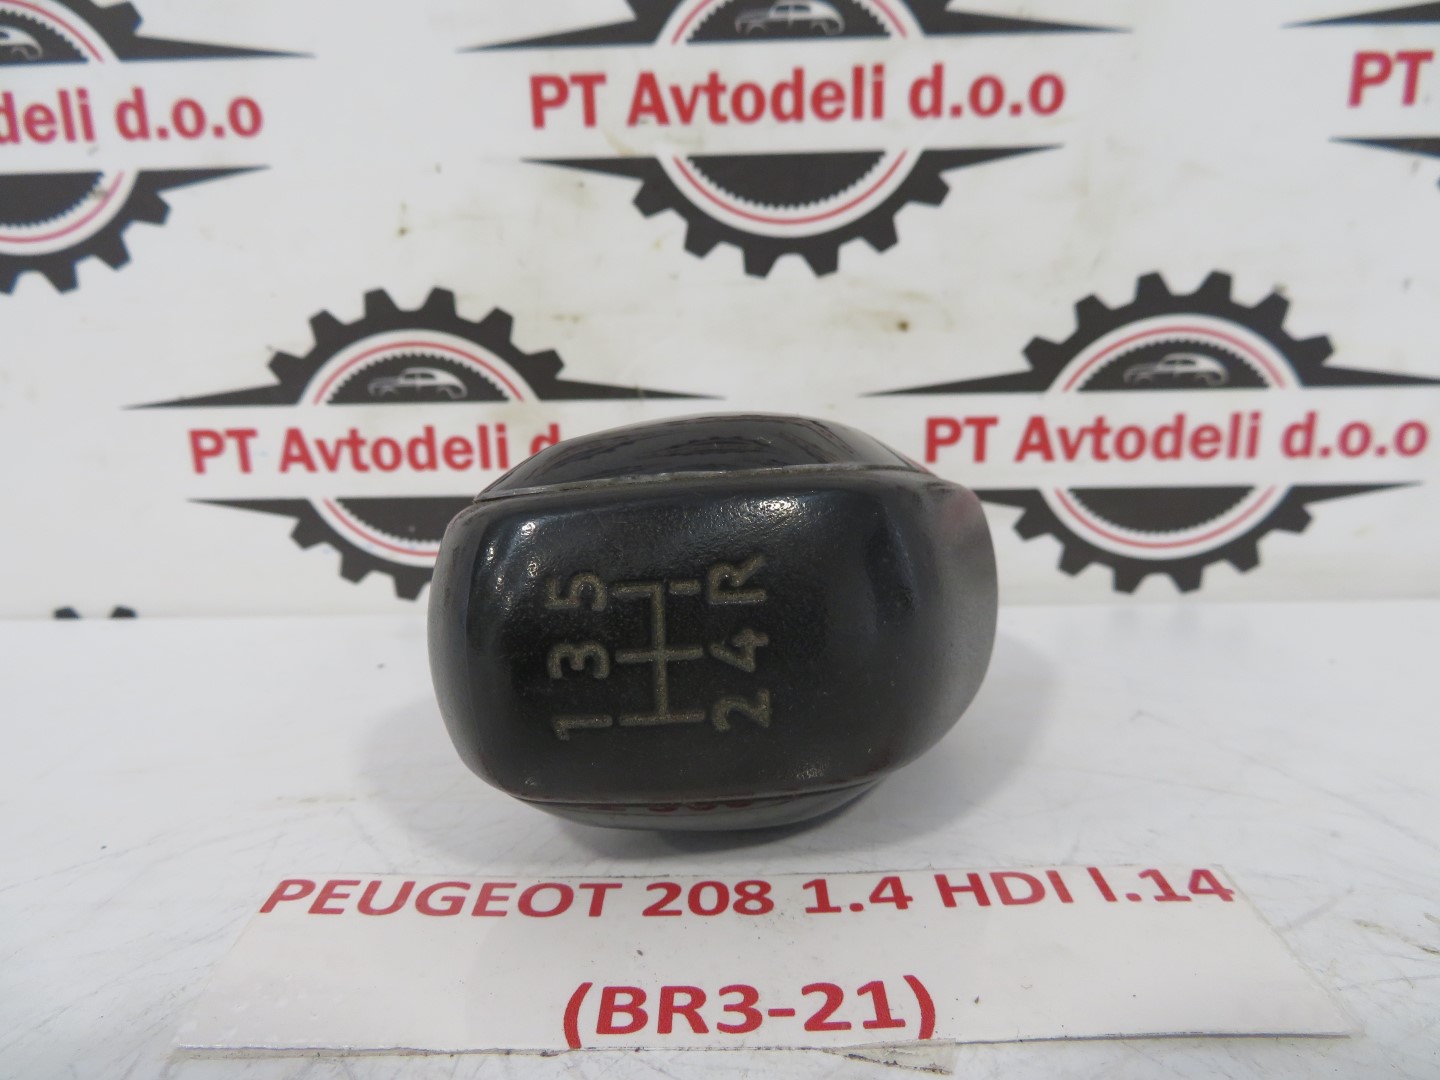 deli d.o.o
PT Avtodeli d.o.o
PT
PT Avtodeli d
PT Avtodeli d.o.o
5 R
3 4
1 2
PEUGEOT 208 1.4 HDI l.14
(BR3-21)